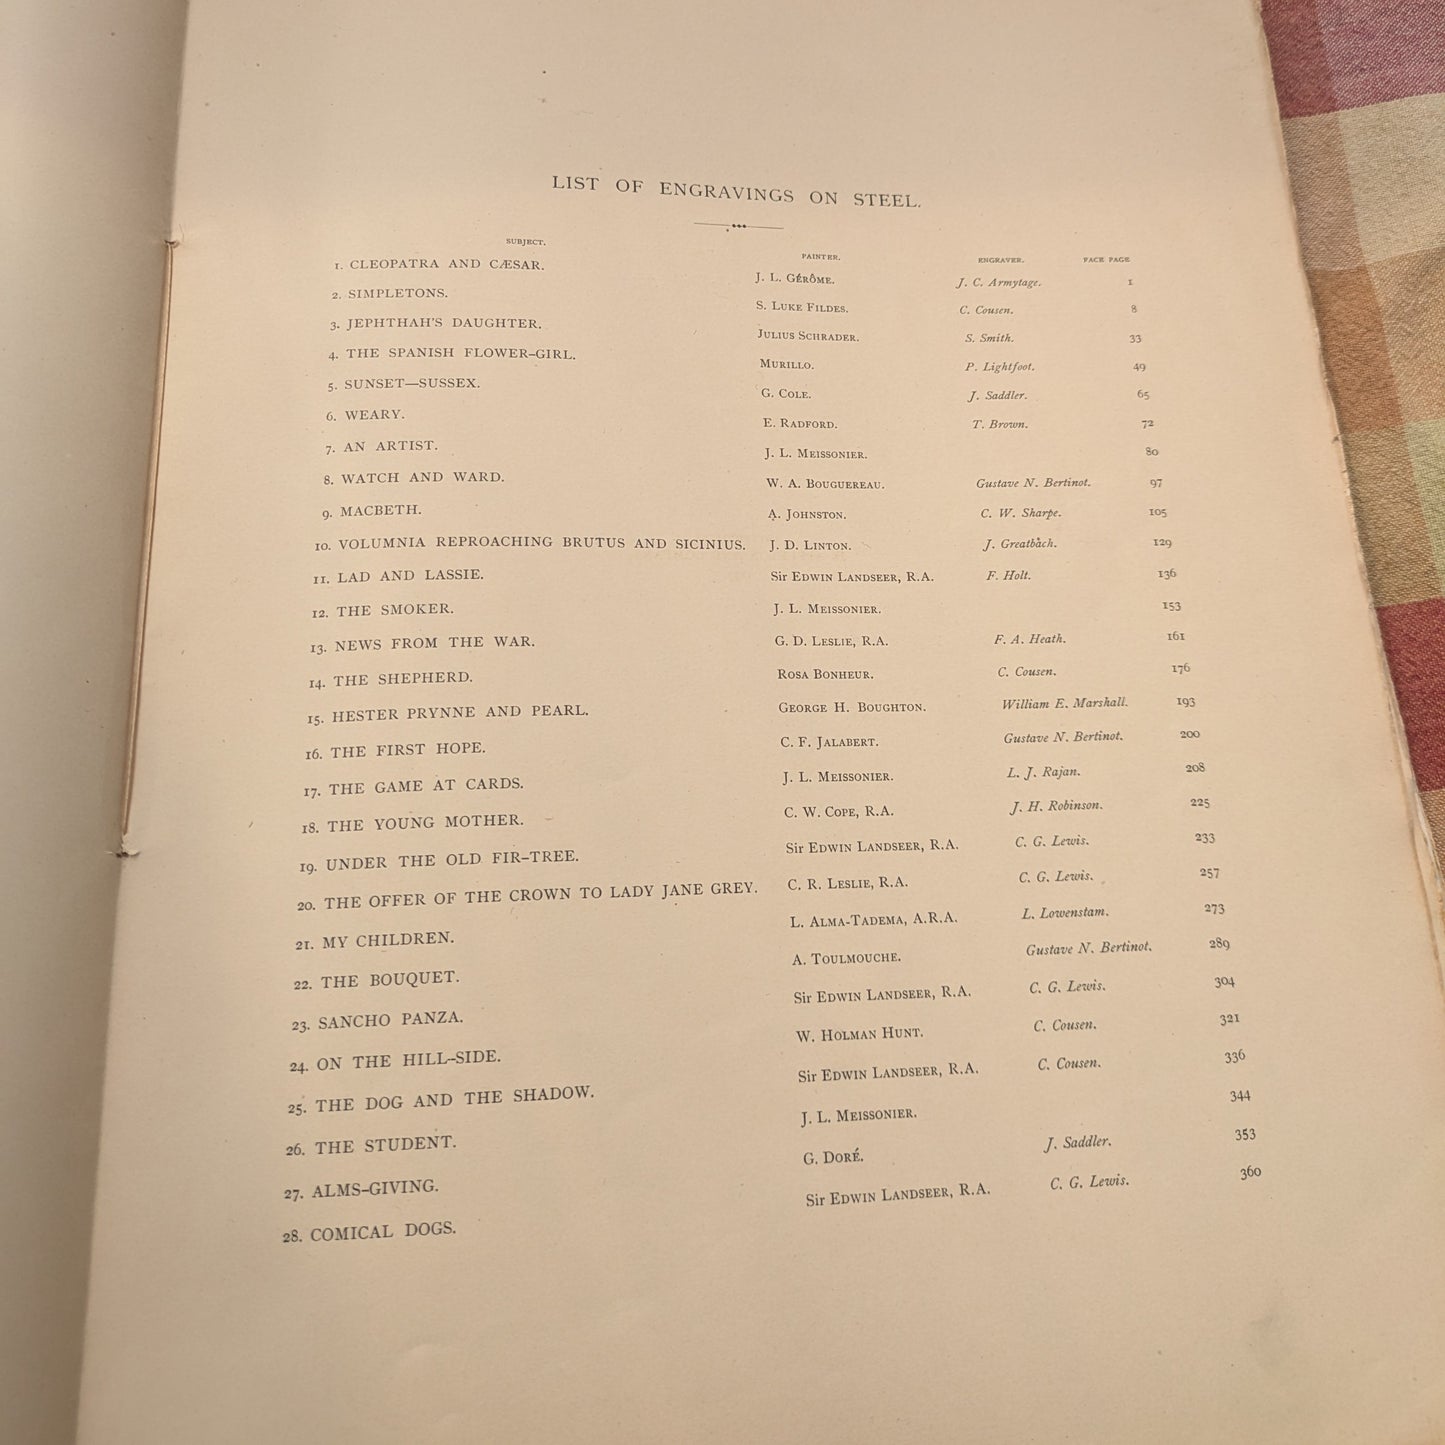 LIST OF ENGRAVINGS ON STEEL.
SUBJECT. PAINTER. ENGRAVER. FACE PAGE
1. CLEOPATRA AND CÆSAR. J. L. GÉRÔME. J. C. Armytage. 1
2. SIMPLETONS. S. LUKE FILDES. C. Cousen. 8
3. JEPHTHAH'S DAUGHTER. JULIUS SCHRADER. S. Smith. 33
4. THE SPANISH FLOWER-GIRL. MURILLO. P. Lightfoot. 49
5. SUNSET—SUSSEX. G. COLE. J. Saddler. 65
6. WEARY. E. RADFORD. T. Brown. 72
7. AN ARTIST. J. L. MEISSONIER. 80
8. WATCH AND WARD. W. A. BOUGUEREAU. Gustave N. Bertinot. 97
9. MACBETH. A. JOHNSTON. C. W. Sharpe. 105
10. VOLUMNIA REPROACHING BRUTUS AND SICINIUS. J. D. LINTON. J. Greatbach. 129
11. LAD AND LASSIE. Sir EDWIN LANDSEER, R.A. F. Holt. 136
12. THE SMOKER. J. L. MEISSONIER. 153
13. NEWS FROM THE WAR. G. D. LESLIE, R.A. F. A. Heath. 161
14. THE SHEPHERD. ROSA BONHEUR. C. Cousen. 176
15. HESTER PRYNNE AND PEARL. GEORGE H. BOUGHTON. William E. Marshall. 193
16. THE FIRST HOPE. C. F. JALABERT. Gustave N. Bertinot. 200
17. THE GAME AT CARDS. J. L. MEISSONIER. L. J. Rajan. 208
18. THE YOUNG MOTHER. C. W. COPE, R.A. J. H. Robinson. 225
19. UNDER THE OLD FIR-TREE. Sir EDWIN LANDSEER, R.A. C. G. Lewis. 233
20. THE OFFER OF THE CROWN TO LADY JANE GREY. C. R. LESLIE, R.A. C. G. Lewis. 257
21. MY CHILDREN. L. ALMA-TADEMA, A.R.A. L. Lowenstam. 273
22. THE BOUQUET. A. TOULMOUCHE. Gustave N. Bertinot. 289
23. SANCHO PANZA. Sir EDWIN LANDSEER, R.A. C. G. Lewis. 304
24. ON THE HILL-SIDE. W. HOLMAN HUNT. C. Cousen. 321
25. THE DOG AND THE SHADOW. Sir EDWIN LANDSEER, R.A. C. Cousen. 336
26. THE STUDENT. J. L. MEISSONIER. 344
27. ALMS-GIVING. G. DORÉ. J. Saddler. 353
28. COMICAL DOGS. Sir EDWIN LANDSEER, R.A. C. G. Lewis. 360